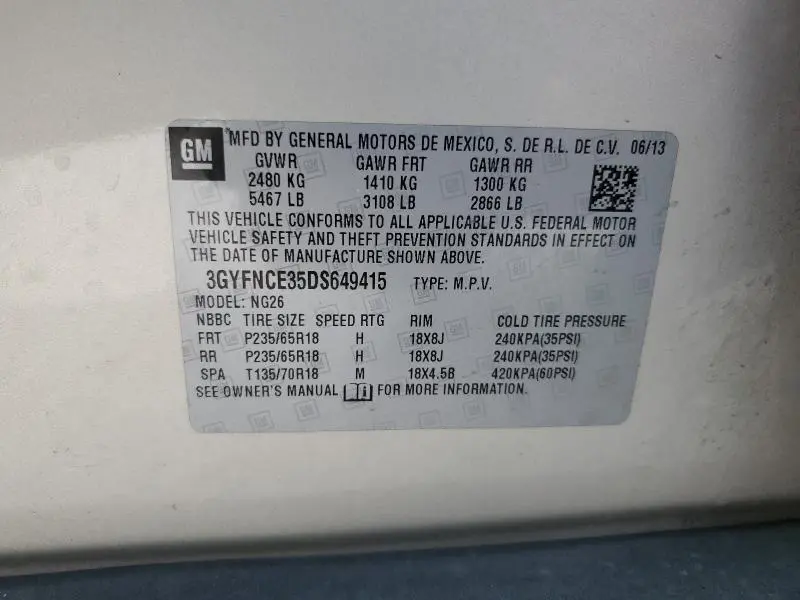 GM MFD BY GENERAL MOTORS DE MEXICO, S. DE R.L. DE C.V. 06/13
GVWR GAWR FRT GAWR RR
2480 KG 1410 KG 1300 KG
5467 LB 3108 LB 2866 LB
THIS VEHICLE CONFORMS TO ALL APPLICABLE U.S. FEDERAL MOTOR
VEHICLE SAFETY AND THEFT PREVENTION STANDARDS IN EFFECT ON
THE DATE OF MANUFACTURE SHOWN ABOVE.
3GYFNCE35DS649415 TYPE: M.P.V.
MODEL: NG26
NBBC TIRE SIZE SPEED RTG RIM COLD TIRE PRESSURE
FRT P235/65R18 H 18X8J 240KPA(35PSI)
RR P235/65R18 H 18X8J 240KPA(35PSI)
SPA T135/70R18 M 18X4.5B 420KPA(60PSI)
SEE OWNER'S MANUAL FOR MORE INFORMATION.